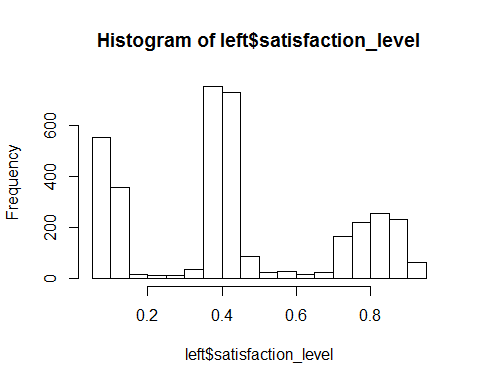 Histogram of left$satisfaction_level
Frequency
600
400
200
0
0.2 0.4 0.6 0.8
left$satisfaction_level